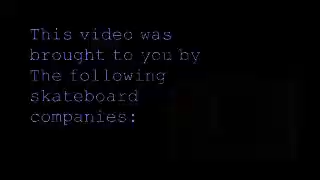 This video was
brought to you by
The following
skateboard
companies: